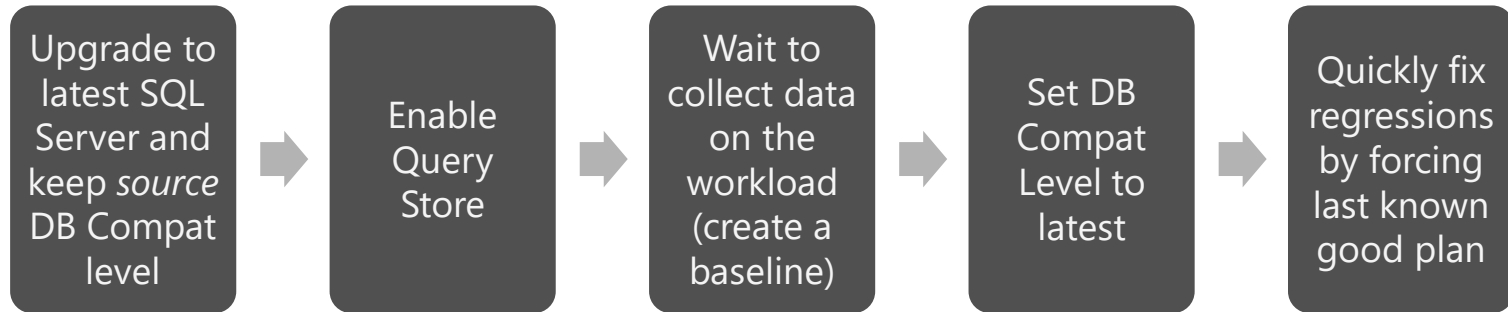 Upgrade to
latest SQL
Server and
keep source
DB Compat
level
Enable
Query
Store
Wait to
collect data
on the
workload
(create a
baseline)
Set DB
Compat
Level to
latest
Quickly fix
regressions
by forcing
last known
good plan